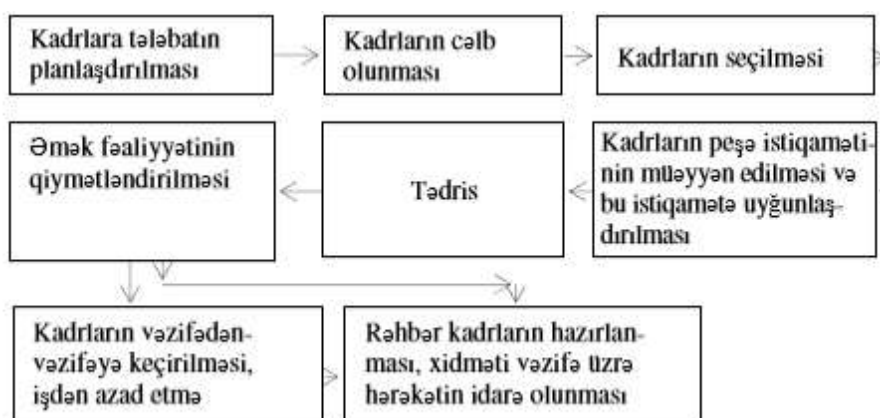 Kadrlara tələbatın
planlaşdırılması
Kadrların cəlb
olunması
Kadrların seçilməsi
Əmək fəaliyyətinin
qiymətləndirilməsi
Tədris
Kadrların peşə istiqaməti-
nin müəyyən edilməsi və
bu istiqamətə uyğunlaş-
dırılması
Kadrların vəzifədən-
vəzifəyə keçirilməsi,
işdən azad etmə
Rəhbər kadrların hazırlan-
ması, xidməti vəzifə üzrə
hərəkətin idarə olunması